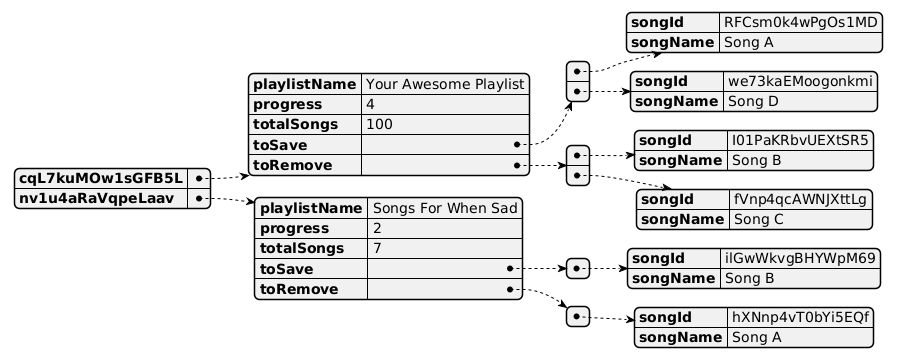 cqL7kuMOw1sGFB5L
nv1u4aRaVqpeLaav
playlistName Your Awesome Playlist
progress 4
totalSongs 100
toSave
toRemove
songId RFCsm0k4wPgOs1MD
songName Song A
songId we73kaEMoogonkmi
songName Song D
songId I01PaKRbvUEXtSR5
songName Song B
songId fVnp4qcAWNJXttLg
songName Song C
playlistName Songs For When Sad
progress 2
totalSongs 7
toSave
toRemove
songId ilGwWkvgBHYWpM69
songName Song B
songId hXNnp4vT0bYi5EQf
songName Song A